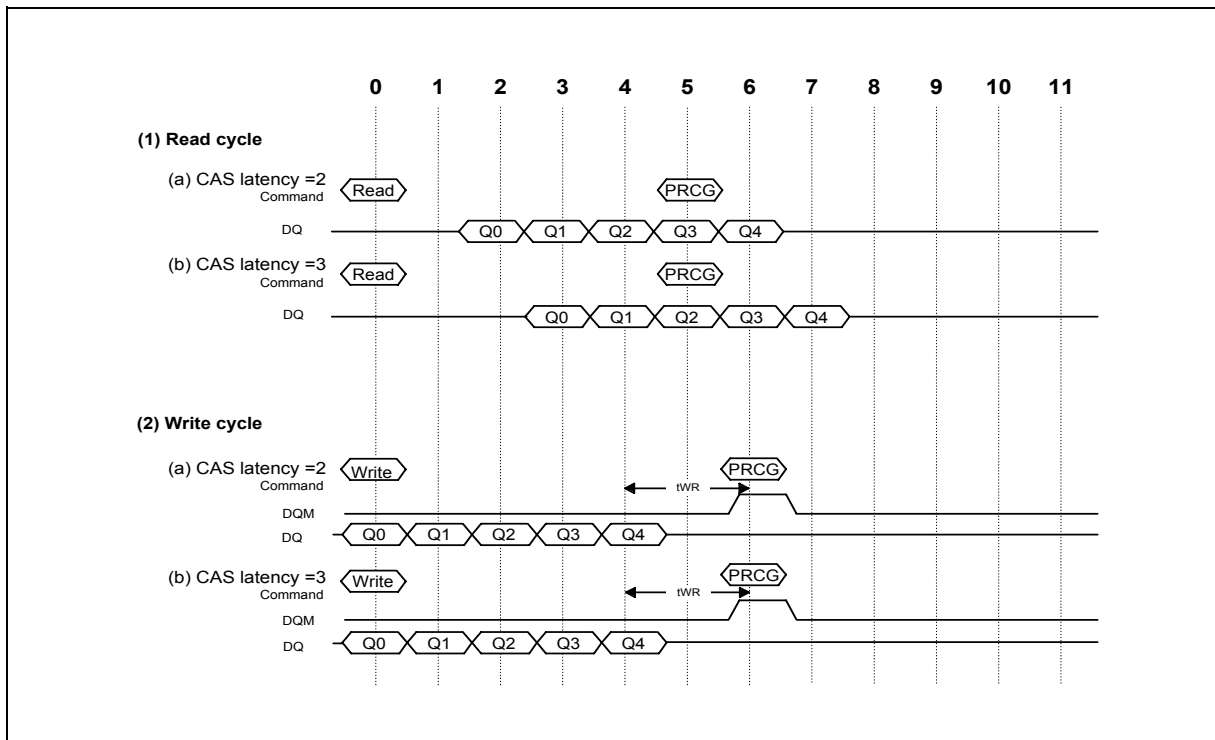 0 1 2 3 4 5 6 7 8 9 10 11
(1) Read cycle
(a) CAS latency =2
Command
Read PRCG
DQ Q0 Q1 Q2 Q3 Q4
(b) CAS latency =3
Command
Read PRCG
DQ Q0 Q1 Q2 Q3 Q4
(2) Write cycle
(a) CAS latency =2
Command
Write PRCG
tWR
DQM
DQ Q0 Q1 Q2 Q3 Q4
(b) CAS latency =3
Command
Write PRCG
tWR
DQM
DQ Q0 Q1 Q2 Q3 Q4